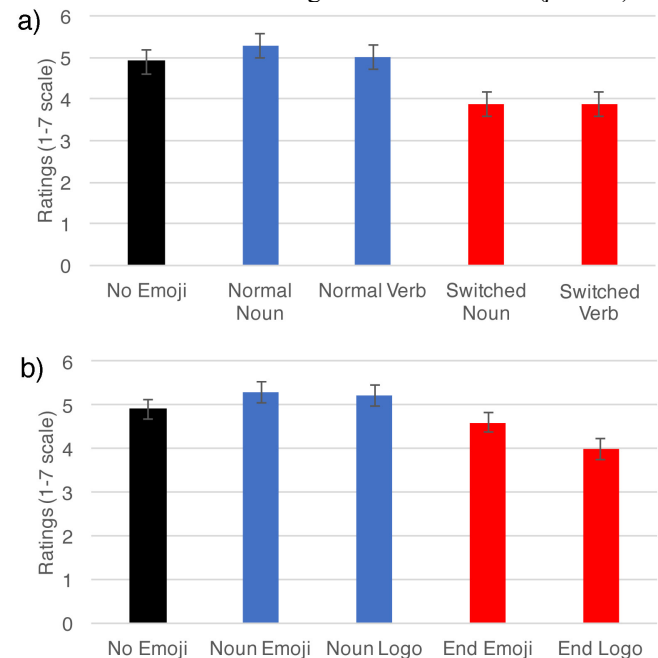 a)
6
5
4
3
2
1
0
Ratings (1-7 scale)
No Emoji Normal Noun Normal Verb Switched Noun Switched Verb
b)
6
5
4
3
2
1
0
Ratings (1-7 scale)
No Emoji Noun Emoji Noun Logo End Emoji End Logo